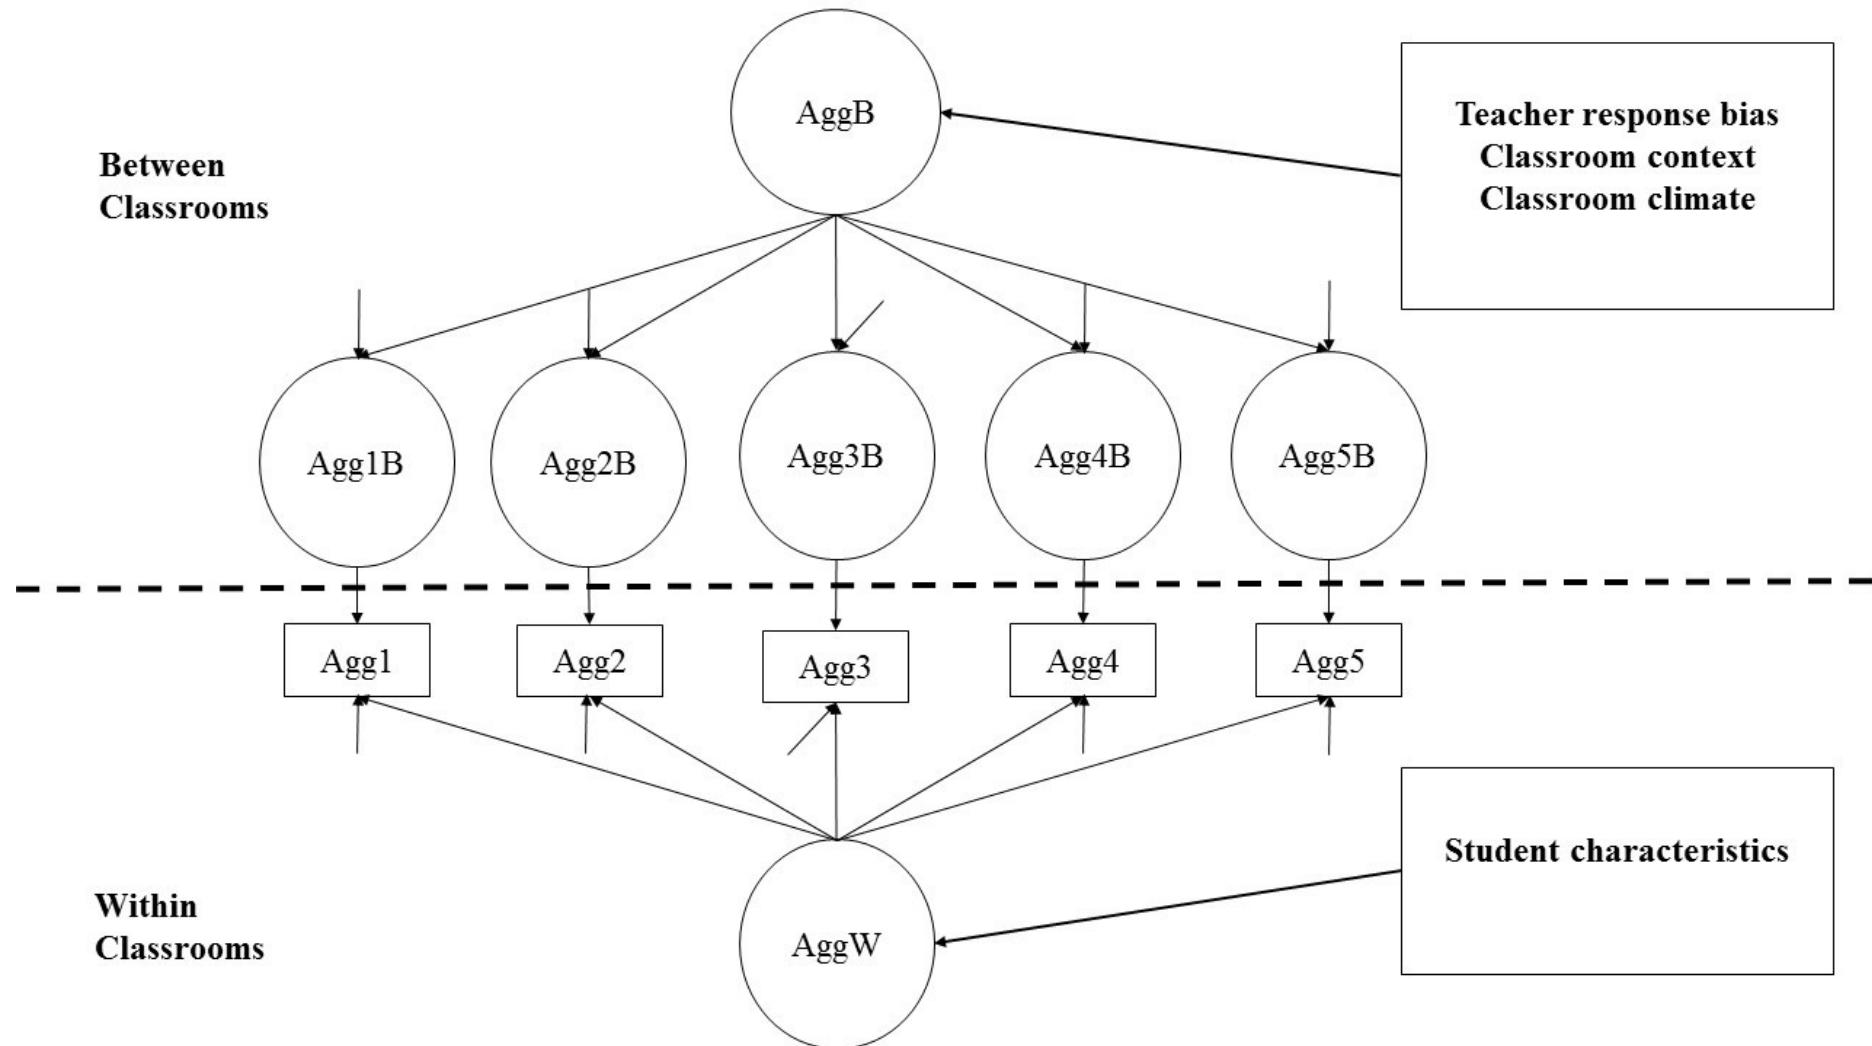 AggB
Teacher response bias
Classroom context
Classroom climate
Between
Classrooms
Agg1B
Agg2B
Agg3B
Agg4B
Agg5B
Agg1
Agg2
Agg3
Agg4
Agg5
Student characteristics
Within
Classrooms
AggW